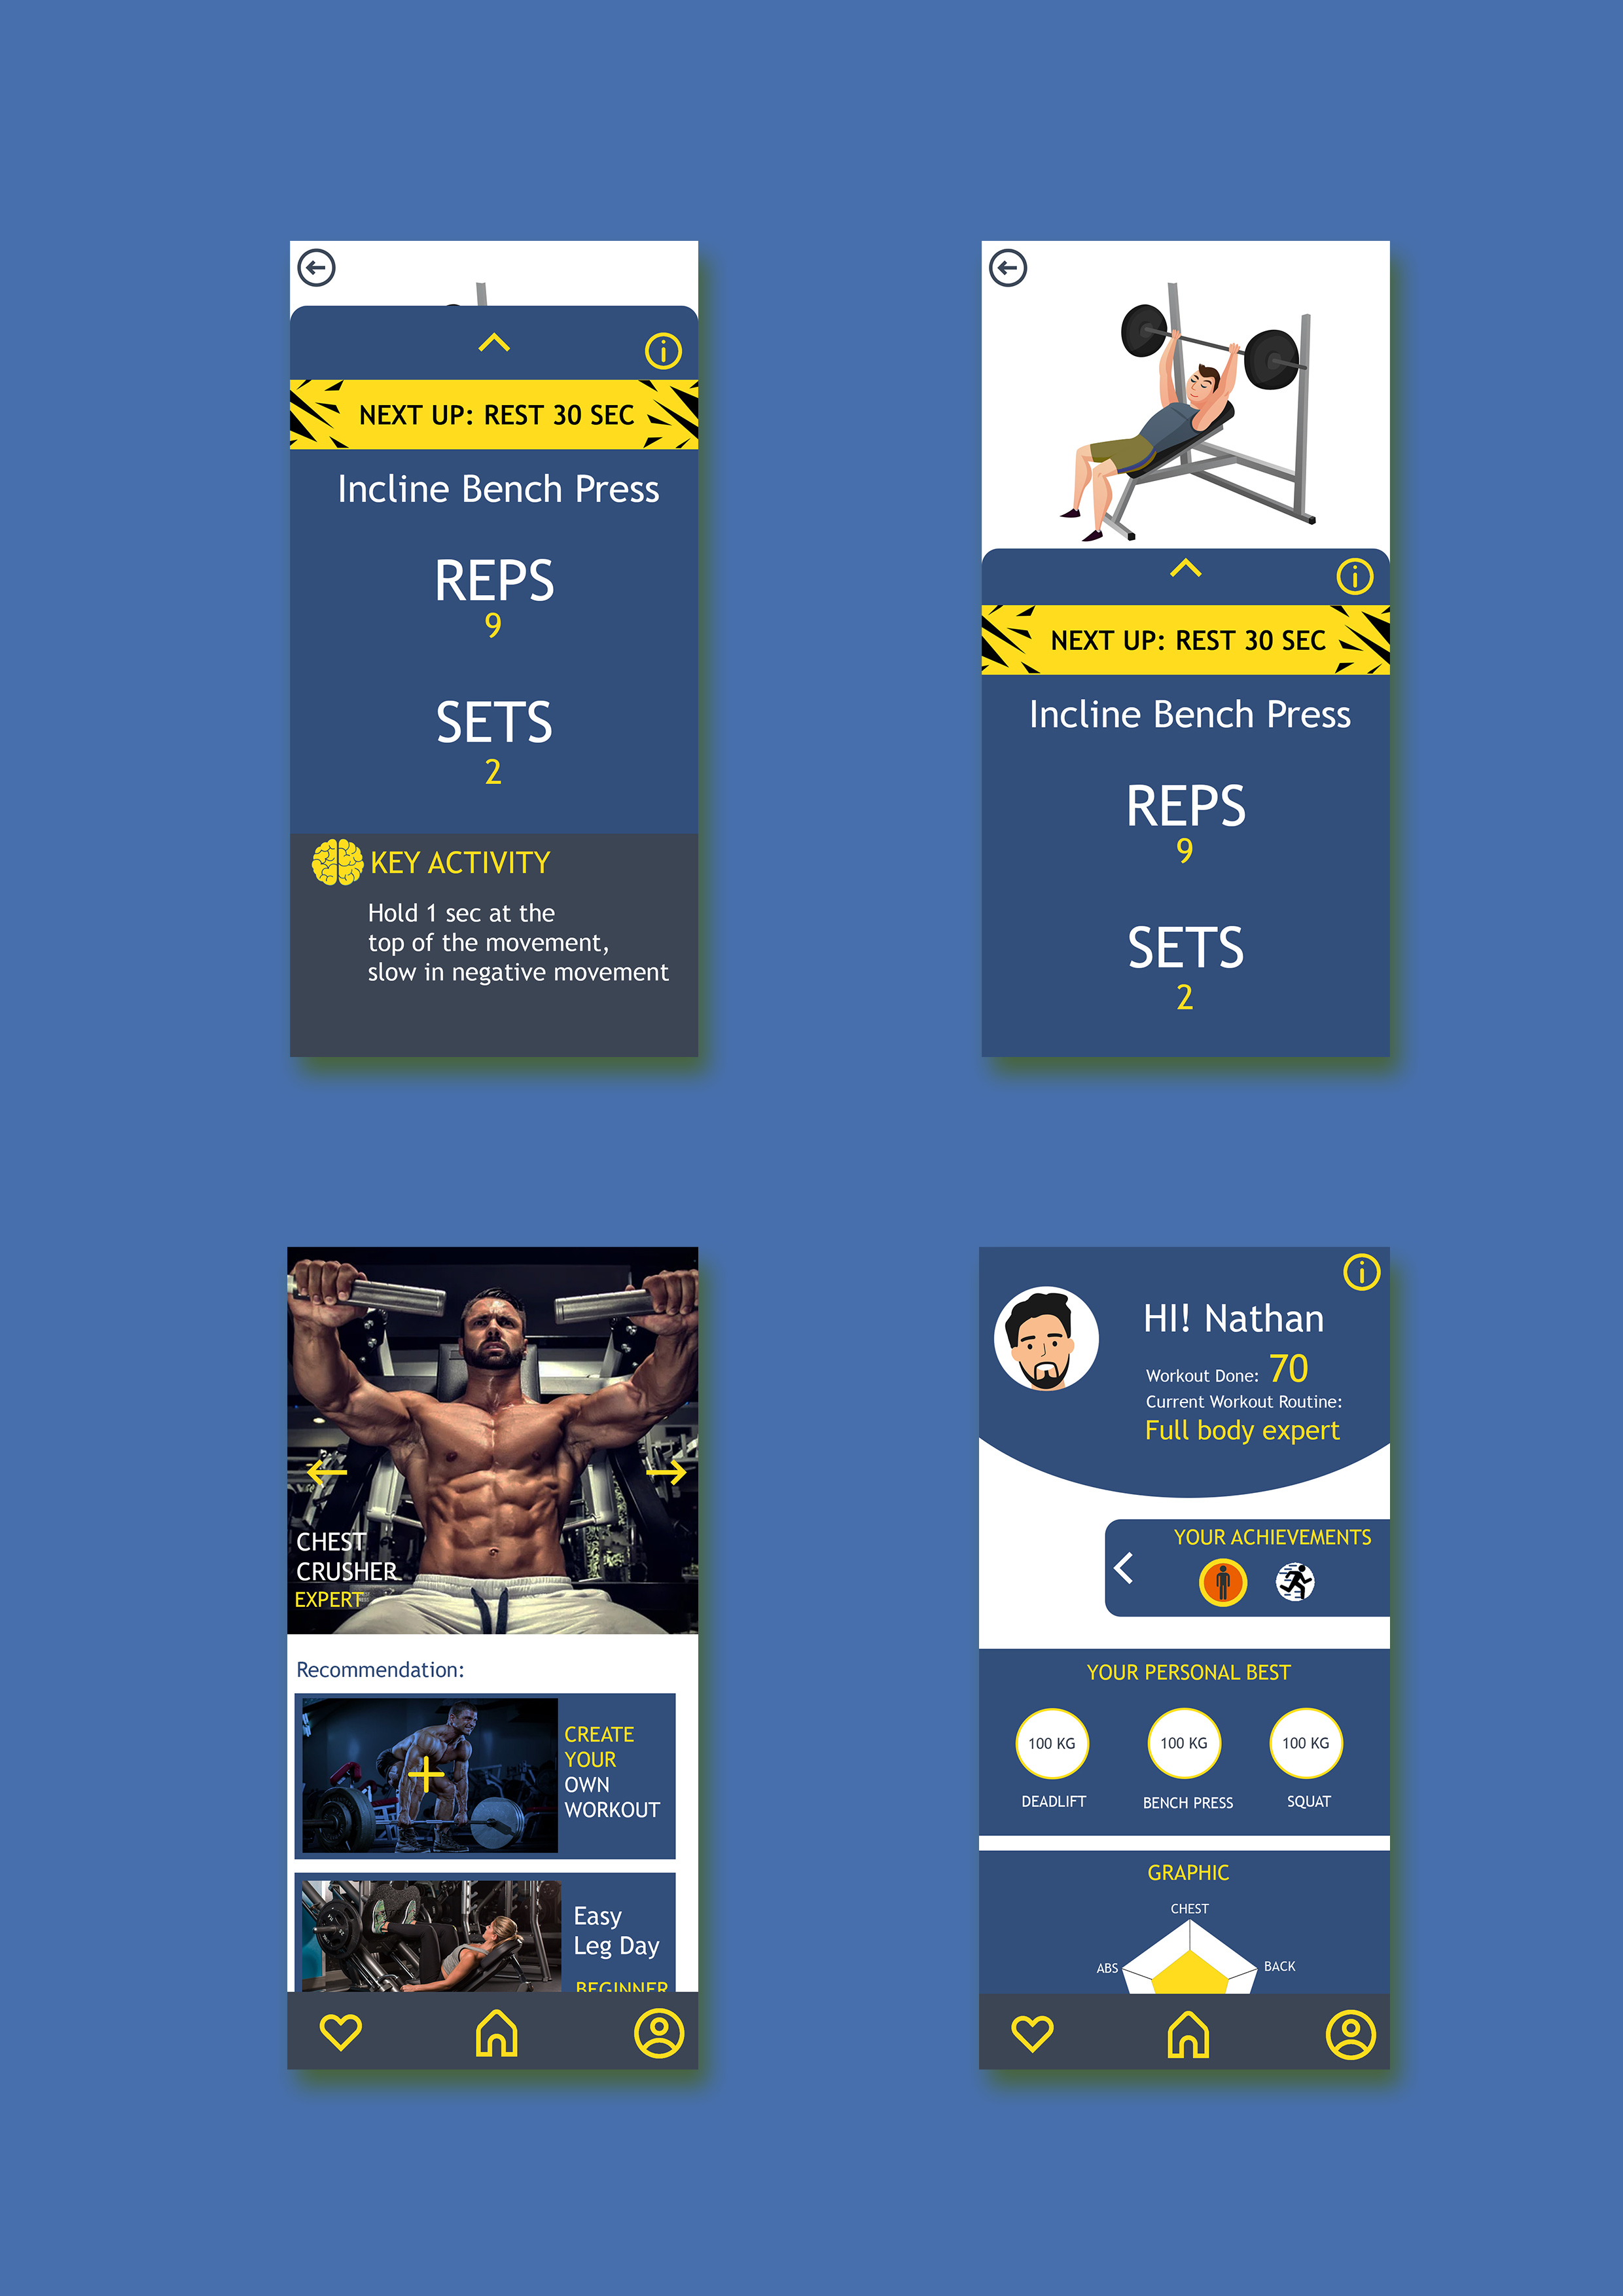 NEXT UP: REST 30 SEC
Incline Bench Press
REPS
9
SETS
2
KEY ACTIVITY
Hold 1 sec at the
top of the movement,
slow in negative movement
NEXT UP: REST 30 SEC
Incline Bench Press
REPS
9
SETS
2
CHEST
CRUSHER
EXPERT
Recommendation:
CREATE
YOUR
OWN
WORKOUT
Easy
Leg Day
BEGINNER
HI! Nathan
Workout Done: 70
Current Workout Routine:
Full body expert
YOUR ACHIEVEMENTS
YOUR PERSONAL BEST
100 KG 100 KG 100 KG
DEADLIFT BENCH PRESS SQUAT
GRAPHIC
CHEST
ABS BACK